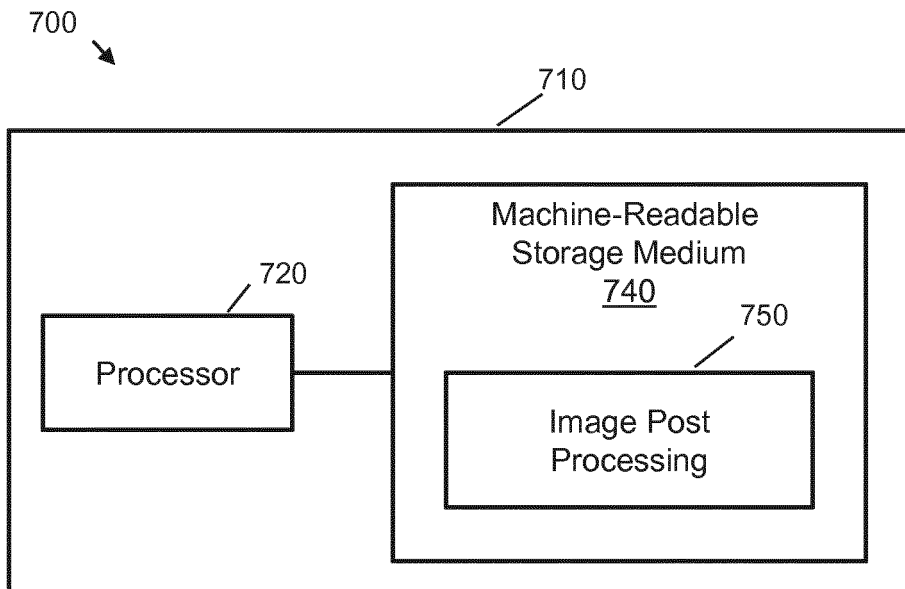 700
710
Machine-Readable
Storage Medium
740
720
750
Processor
Image Post
Processing